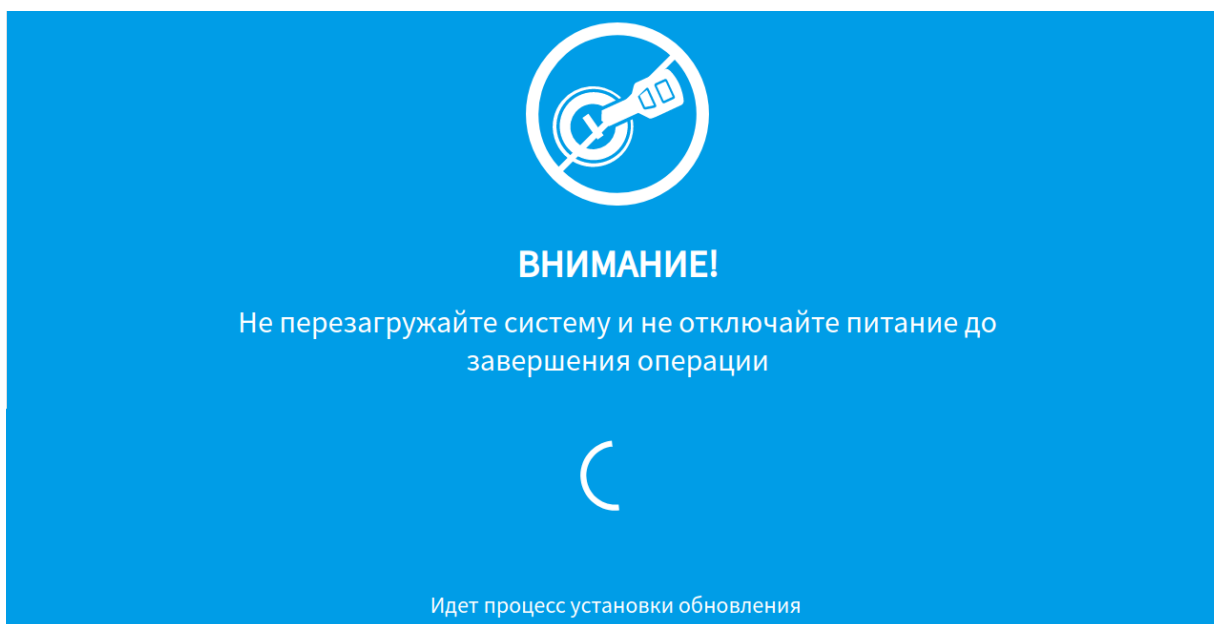 ВНИМАНИЕ!
Не перезагружайте систему и не отключайте питание до
завершения операции
Идет процесс установки обновления